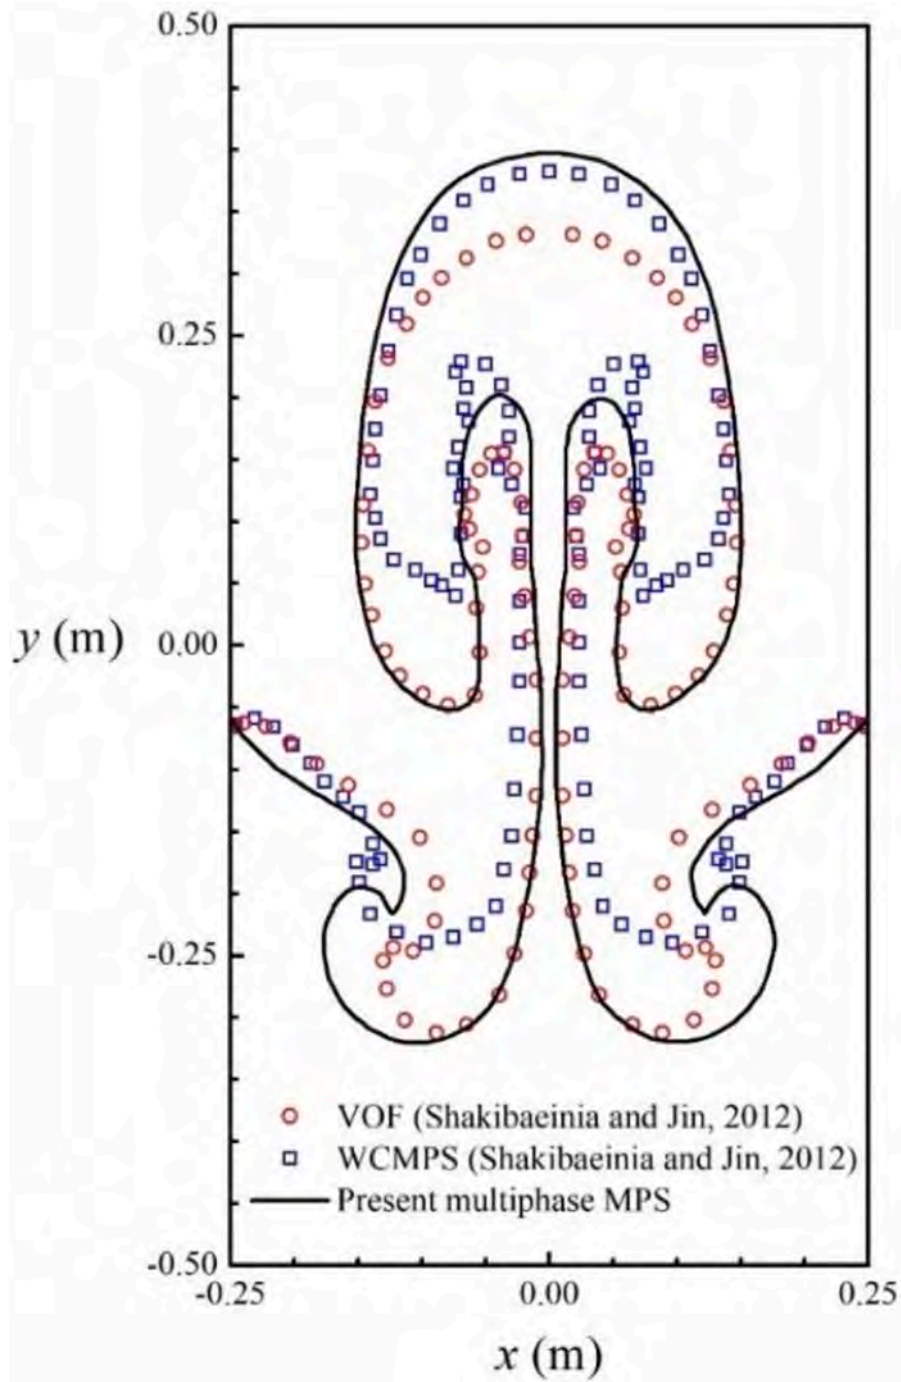 0.50
0.25
y (m)
0.00
-0.25
VOF (Shakibaeinia and Jin, 2012)
WCMPS (Shakibaeinia and Jin, 2012)
Present multiphase MPS
-0.50
-0.25 0.00 0.25
x (m)